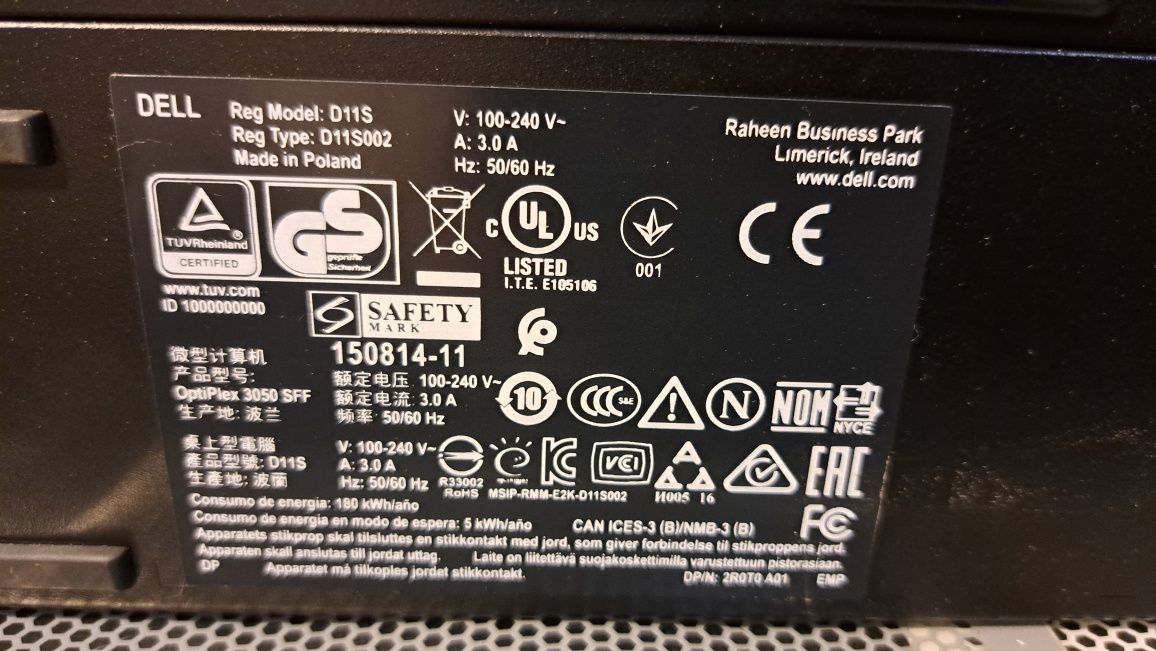 DELL
Reg Model: D11S
Reg Type: D11S002
Made in Poland
V: 100-240 V~
A: 3.0 A
Hz: 50/60 Hz
Raheen Business Park
Limerick, Ireland
www.dell.com
TUVRheinland
CERTIFIED
GS
geprüfte
Sicherheit
C UL US
LISTED
I.T.E. E105106
001
CE
www.tuv.com
ID 1000000000
S SAFETY
MARK
150814-11
微型计算机
产品型号:
OptiPlex 3050 SFF
生产地: 波兰
额定电压: 100-240 V~
额定电流: 3.0 A
频率: 50/60 Hz
10
CCC S&E
N
NOM
NYCE
桌上型電腦
產品型號: D11S
生產地: 波蘭
V: 100-240 V~
A: 3.0 A
Hz: 50/60 Hz
R33002
RoHS
MSIP-RMM-E2K-D11S002
VCI
И005 16
EAC
Consumo de energía: 180 kWh/año
Consumo de energía en modo de espera: 5 kWh/año
CAN ICES-3 (B)/NMB-3 (B)
FC
Apparatets stikprop skal tilsluttes en stikkontakt med jord, som giver forbindelse til stikproppens jord.
Apparaten skall anslutas till jordat uttag.
Laite on liitettävä suojakoskettimilla varustettuun pistorasiaan.
DP
Apparatet må tilkoples jordet stikkontakt.
DP/N: 2R0T0 A01
EMP